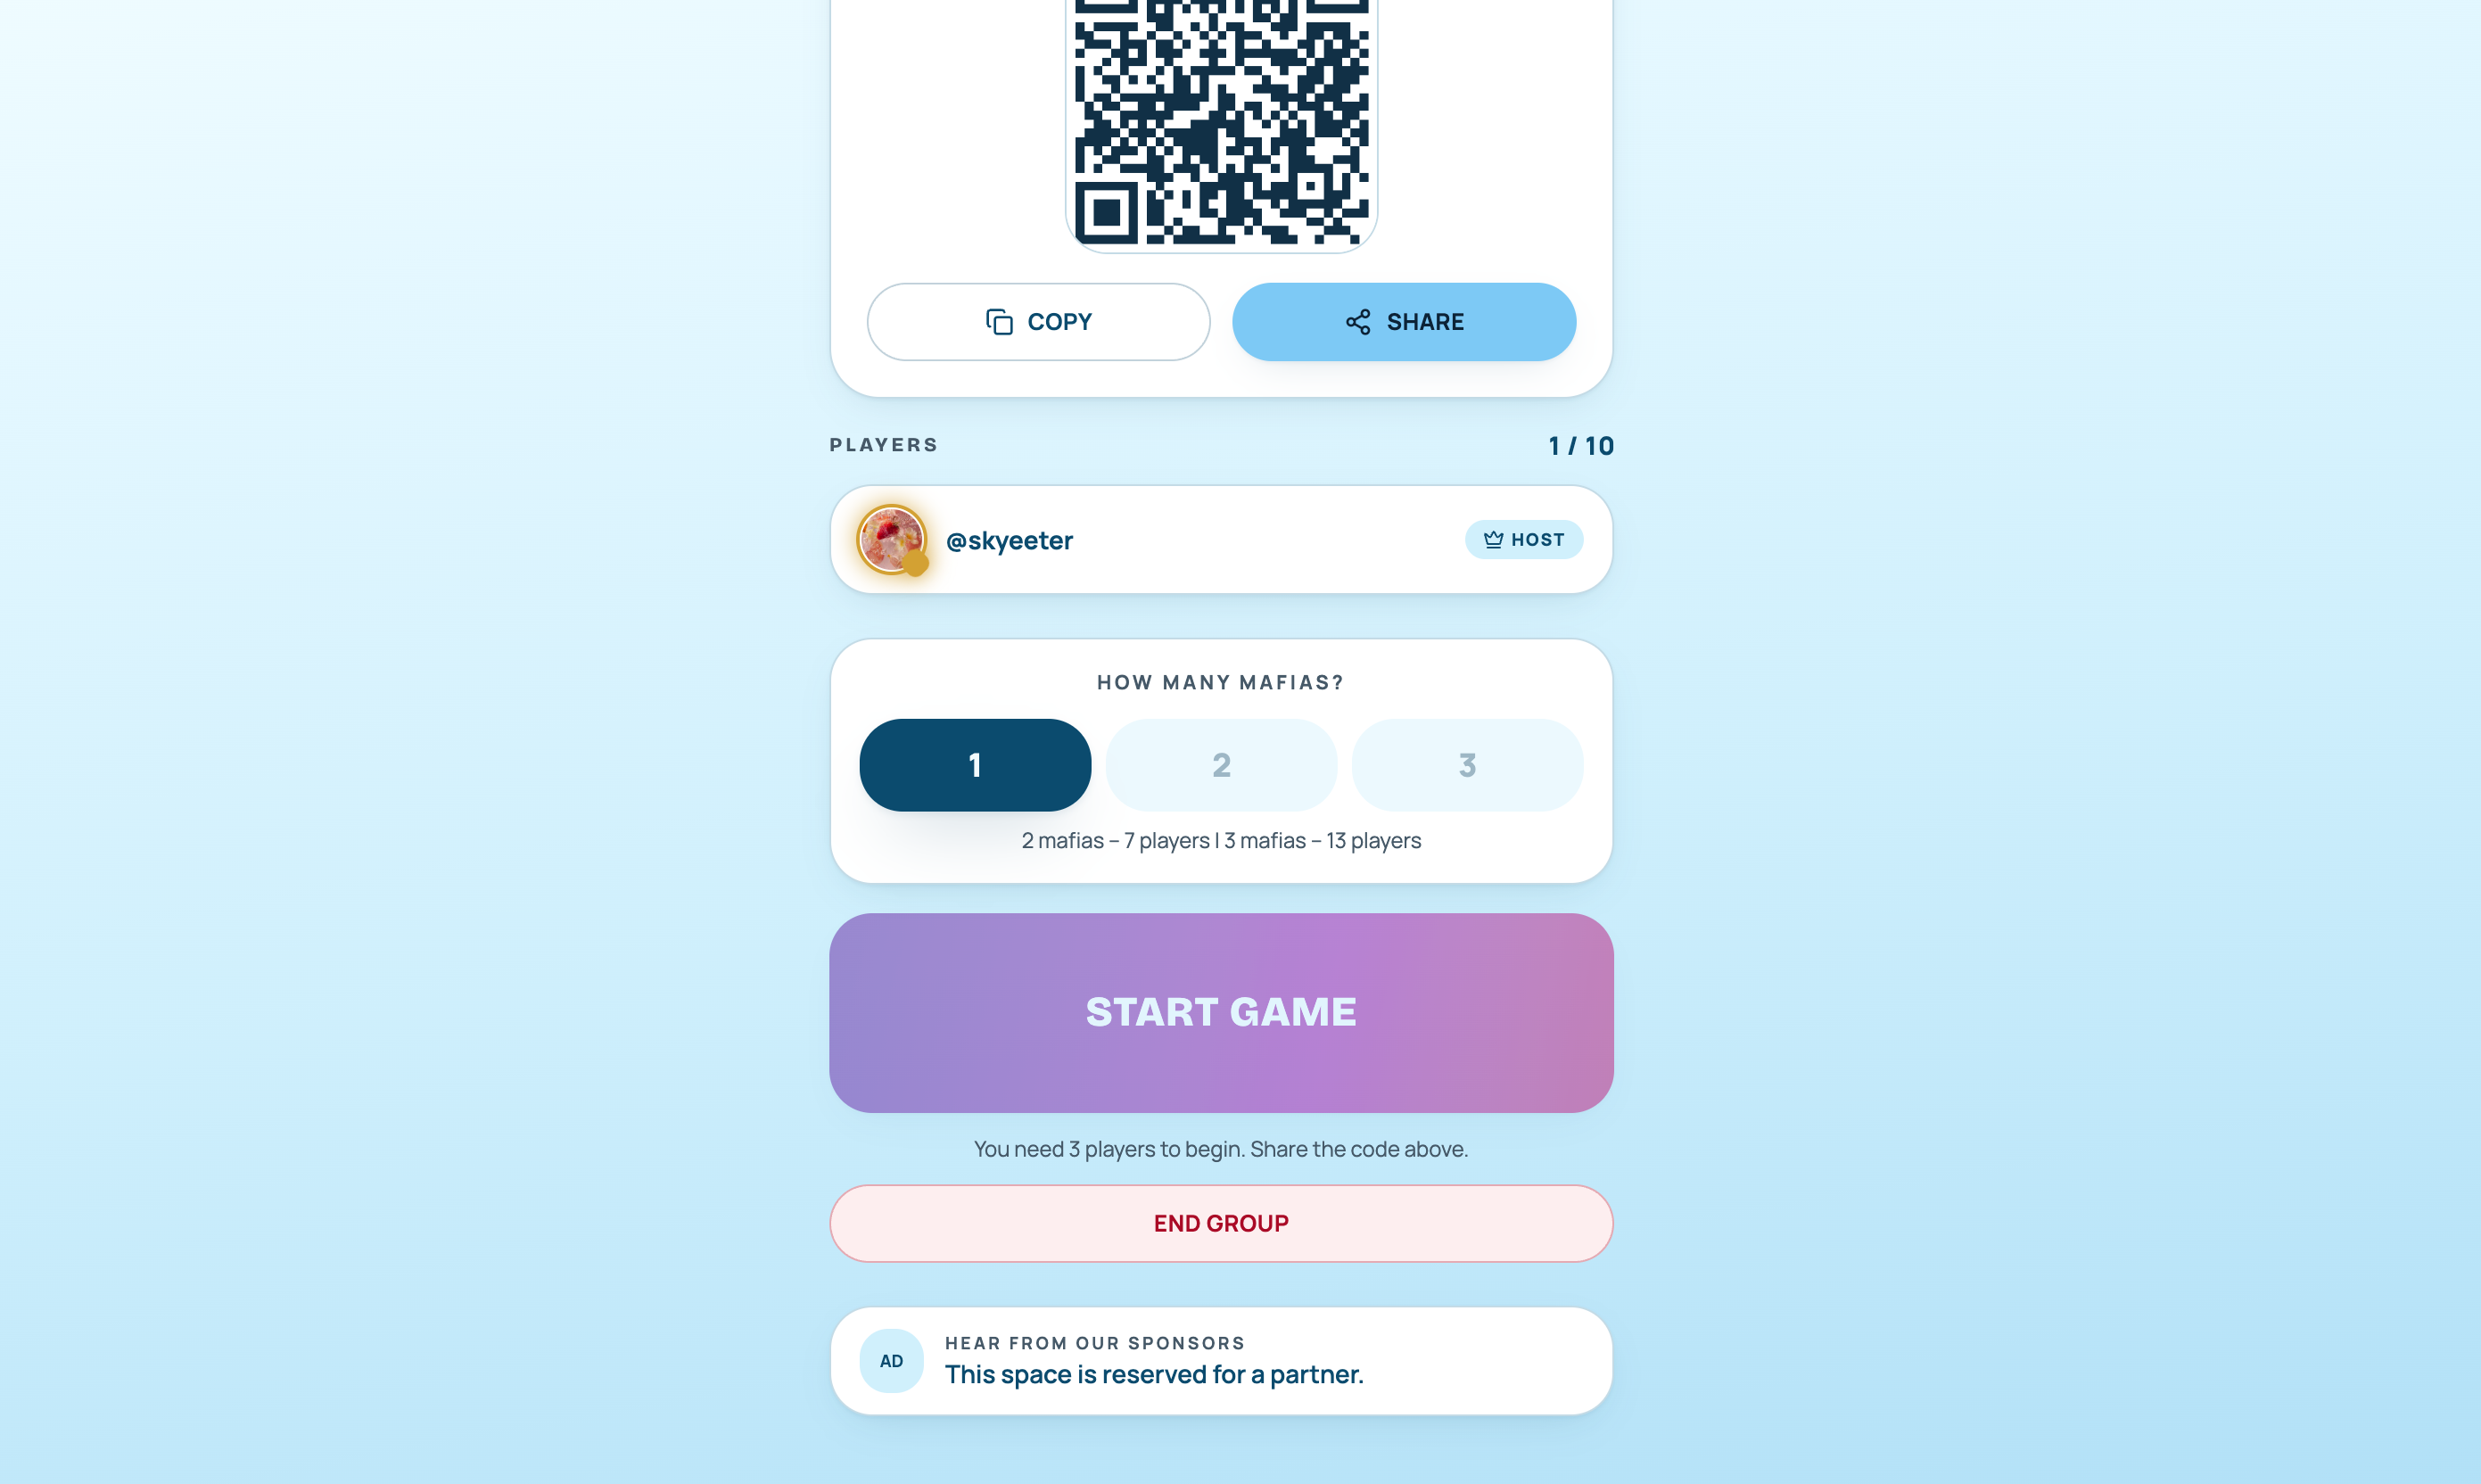 COPY
SHARE
PLAYERS
1 / 10
@skyeeter
HOST
HOW MANY MAFIAS?
1
2
3
2 mafias – 7 players | 3 mafias – 13 players
START GAME
You need 3 players to begin. Share the code above.
END GROUP
AD
HEAR FROM OUR SPONSORS
This space is reserved for a partner.